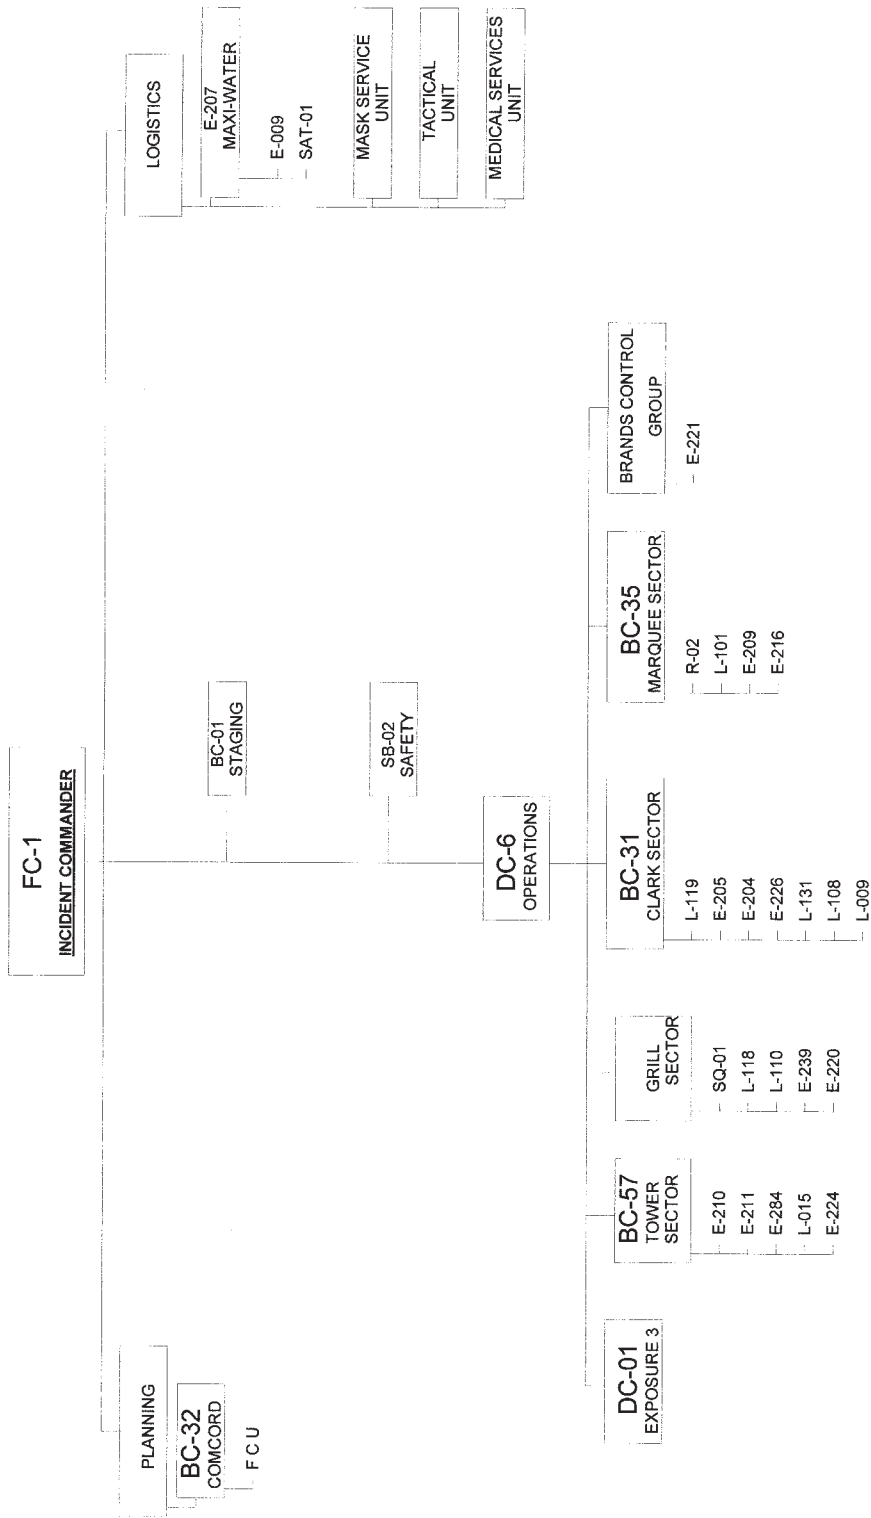 FC-1
INCIDENT COMMANDER
PLANNING
BC-32
COMCORD
F C U
BC-01
STAGING
SB-02
SAFETY
LOGISTICS
E-207
MAXI-WATER
E-009
SAT-01
MASK SERVICE
UNIT
TACTICAL
UNIT
MEDICAL SERVICES
UNIT
DC-6
OPERATIONS
DC-01
EXPOSURE 3
BC-57
TOWER
SECTOR
E-210
E-211
E-284
L-015
E-224
GRILL
SECTOR
SQ-01
L-118
L-110
E-239
E-220
BC-31
CLARK SECTOR
L-119
E-205
E-204
E-226
L-131
L-108
L-009
BC-35
MARQUEE SECTOR
R-02
L-101
E-209
E-216
BRANDS CONTROL
GROUP
E-221